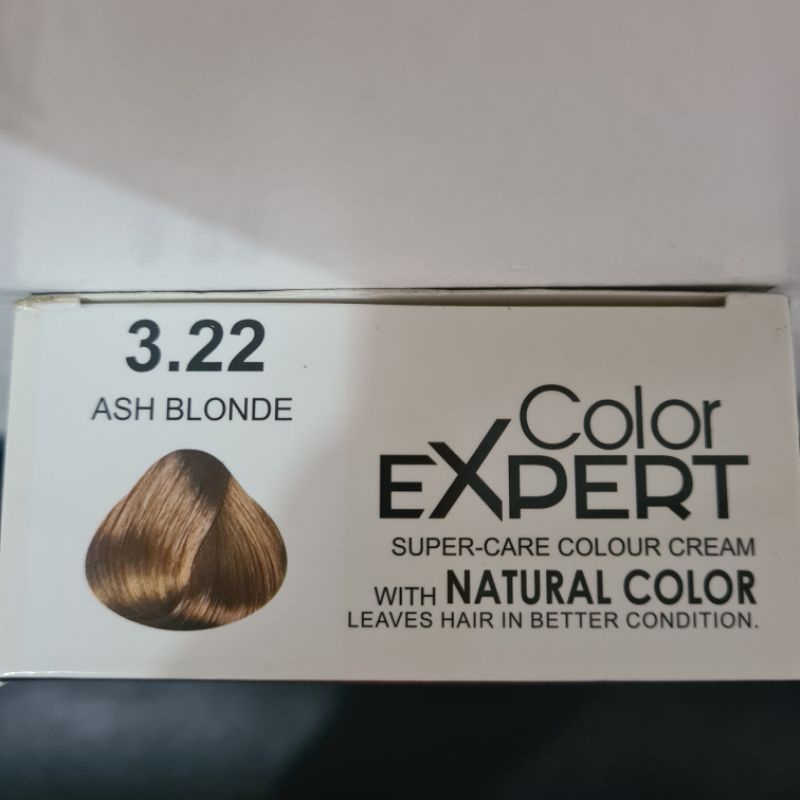 3.22
ASH BLONDE
Color
EXPERT
SUPER-CARE COLOUR CREAM
WITH NATURAL COLOR
LEAVES HAIR IN BETTER CONDITION.